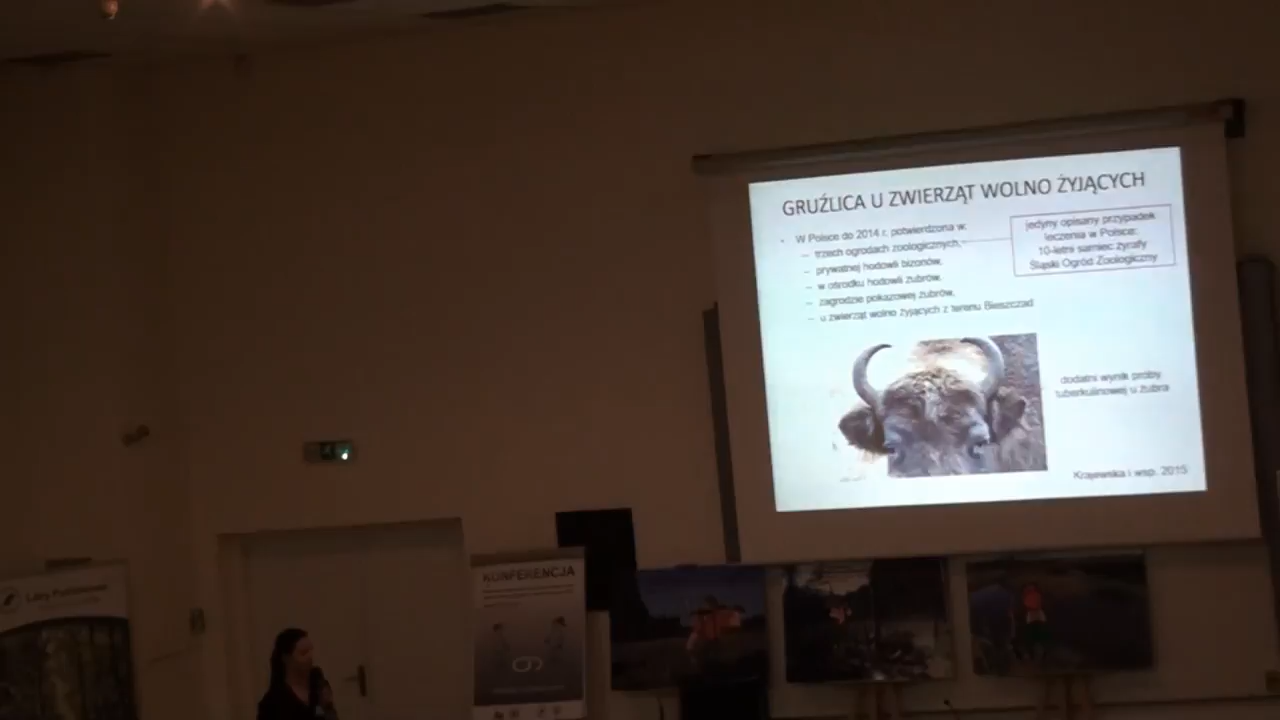 GRUŹLICA U ZWIERZĄT WOLNO ŻYJĄCYCH
• W Polsce do 2014 r. potwierdzona w:
– trzech ogrodach zoologicznych,
– prywatnej hodowli bizonów,
– w ośrodku hodowli żubrów,
– zagrodzie pokazowej żubrów,
– u zwierząt wolno żyjących z terenu Bieszczad
jedyny opisany przypadek
leczenia w Polsce:
10-letni samiec żyrafy
Śląski Ogród Zoologiczny
dodatni wynik próby
tuberkulinowej u żubra
Krajewska i wsp. 2015
KONFERENCJA
Lasy Państwowe